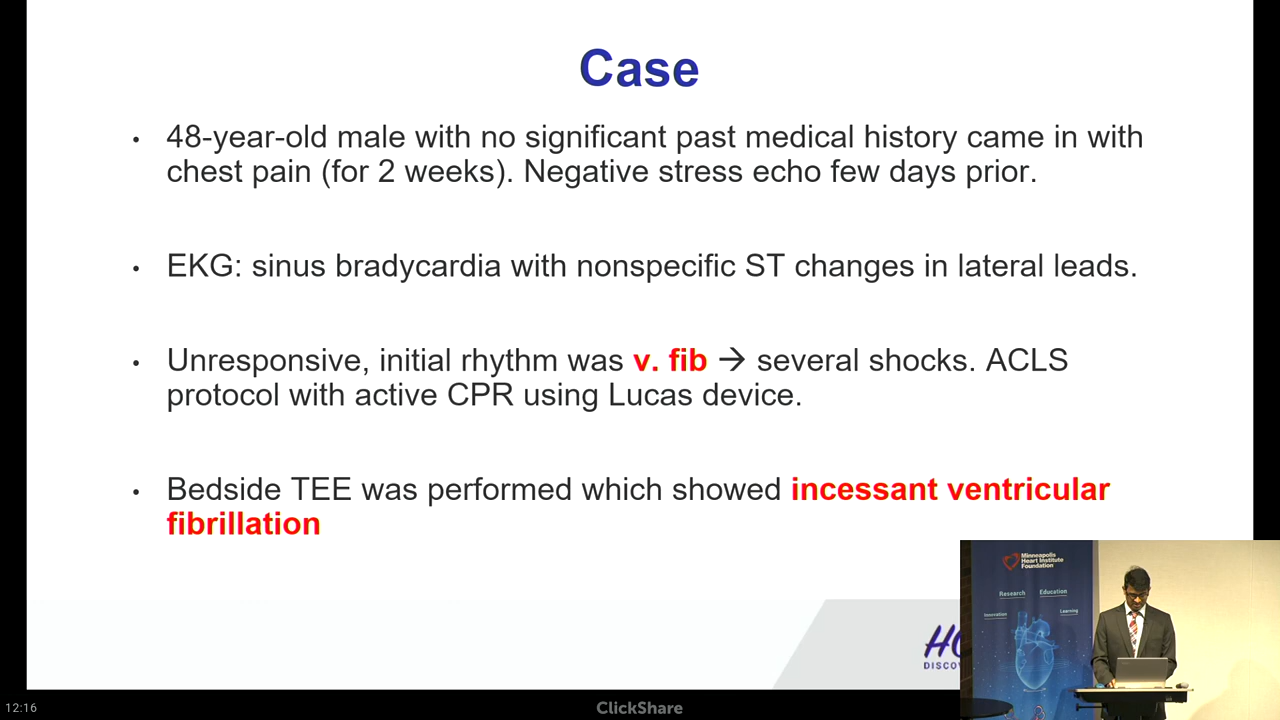 Case
• 48-year-old male with no significant past medical history came in with
chest pain (for 2 weeks). Negative stress echo few days prior.
• EKG: sinus bradycardia with nonspecific ST changes in lateral leads.
• Unresponsive, initial rhythm was v. fib → several shocks. ACLS
protocol with active CPR using Lucas device.
• Bedside TEE was performed which showed incessant ventricular
fibrillation
Minneapolis
Heart Institute
Foundation
Research Education
Innovation Learning
12:16
ClickShare